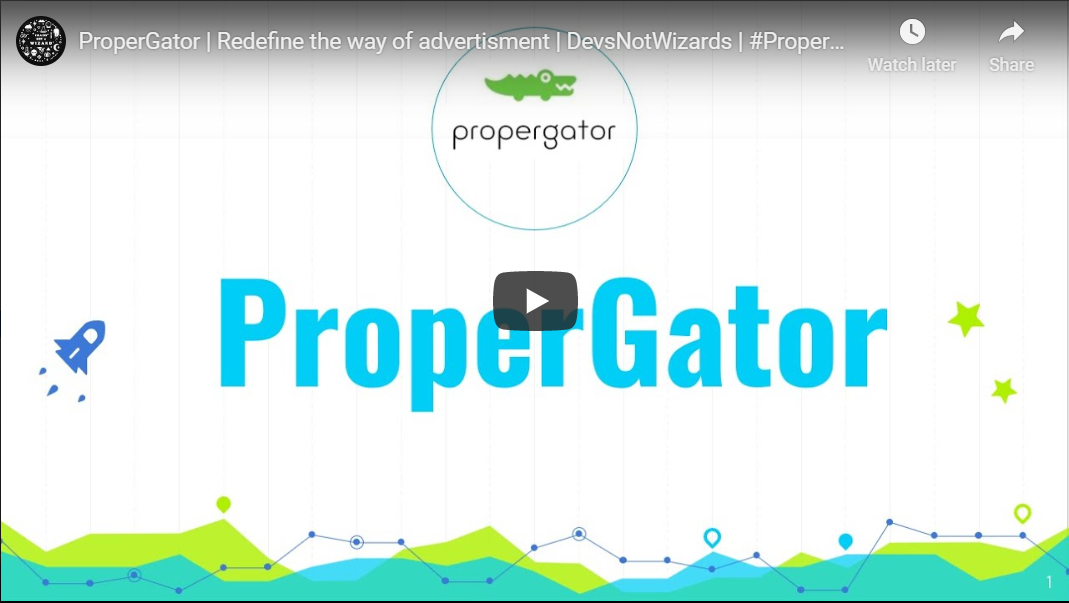 ProperGator | Redefine the way of advertisment | DevsNotWizards | #Proper...
Watch later
Share
propergator
ProperGator
1